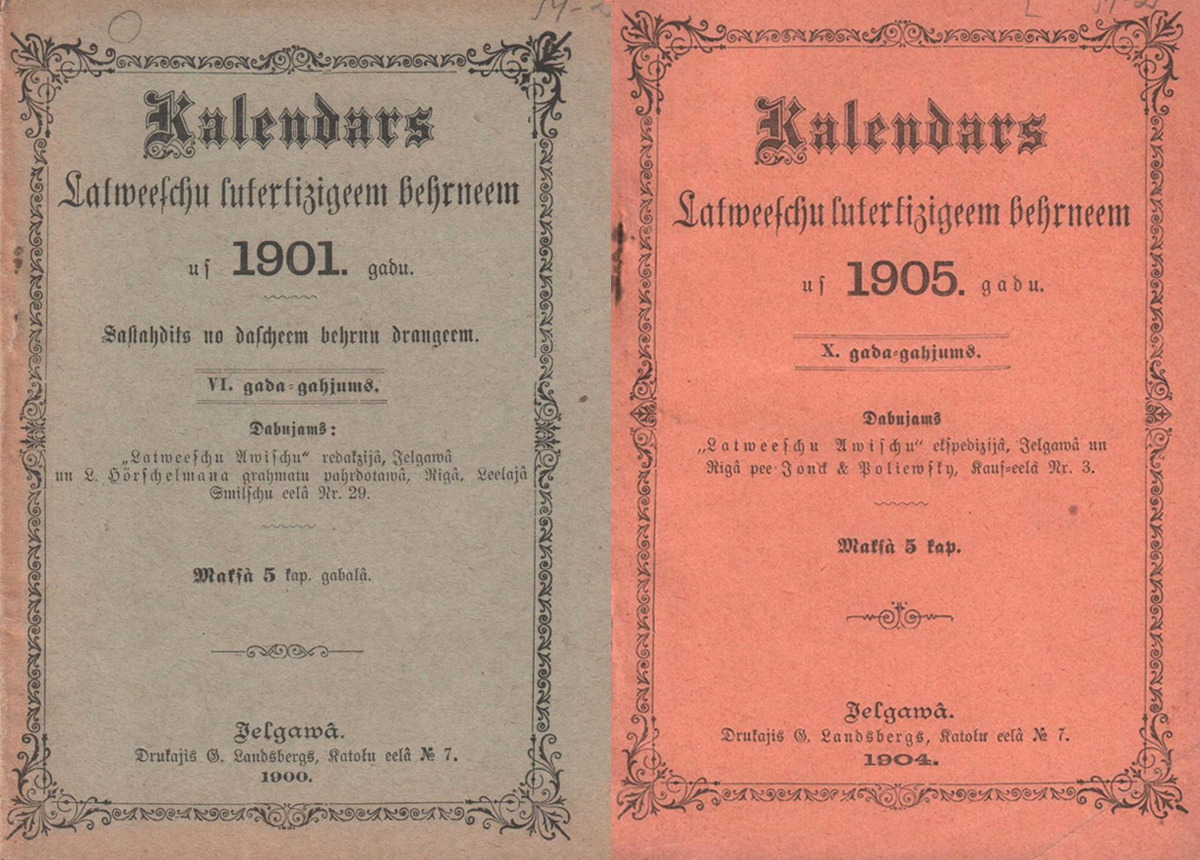 Kalendars
Latweeſchu lutertizigeem behrneem
uſ 1901. gadu.
Saſtahdits no daſcheem behrnu draugeem.
VI. gada-gahjums.
Dabujams:
„Latweeſchu Awiſchu“ redakzijâ, Jelgawâ
un L. Hörſchelmana grahmatu pahrdotawâ, Rigâ, Leelajâ
Smilſchu eelâ Nr. 29.
Makſà 5 kap. gabalâ.
Jelgawâ.
Drukajis G. Landsbergs, Katoļu eelâ № 7.
1900.
Kalendars
Latweeſchu lutertizigeem behrneem
uſ 1905. gadu.
X. gada-gahjums.
Dabujams
„Latweeſchu Awiſchu“ ekſpedizijâ, Jelgawâ un
Rigâ pee Jonck & Poliewſky, Kauf-eelâ Nr. 3.
Makſà 5 kap.
Jelgawâ.
Drukajis G. Landsbergs, Katoļu eelâ № 7.
1904.